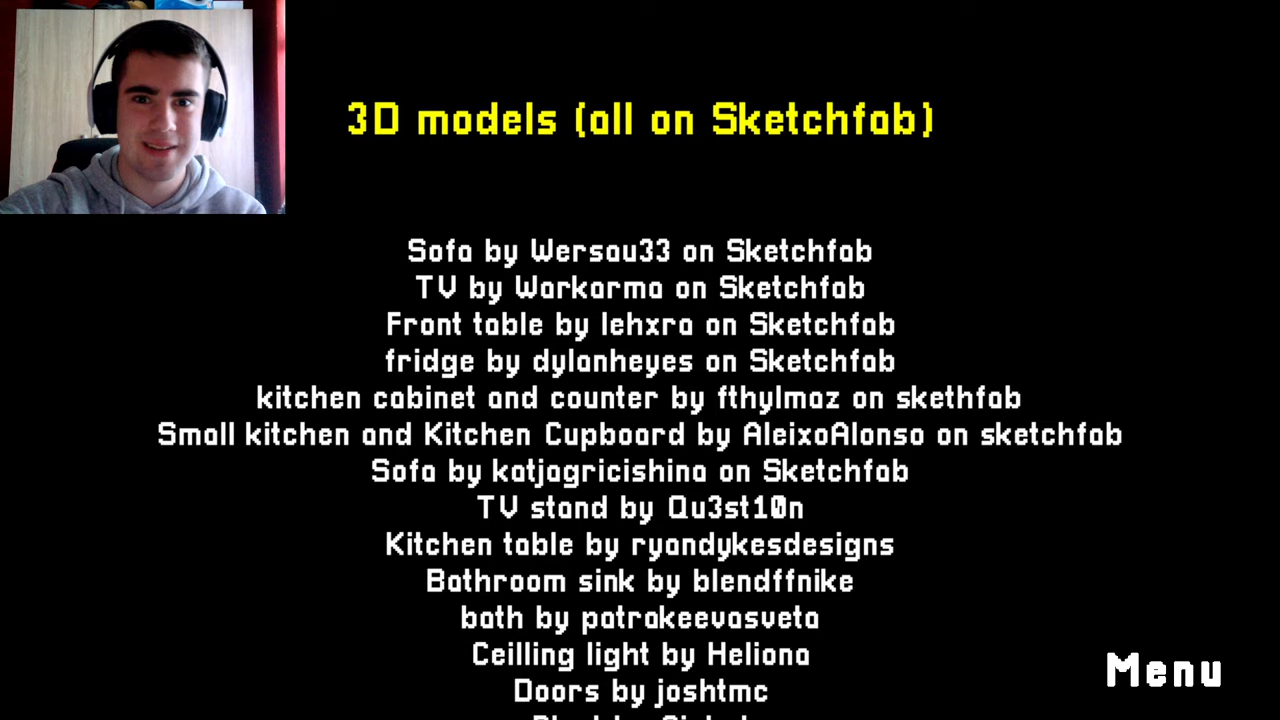 3D models (all on Sketchfab)
Sofa by Wersau33 on Sketchfab
TV by Warkarma on Sketchfab
Front table by lehxra on Sketchfab
fridge by dylanheyes on Sketchfab
kitchen cabinet and counter by fthylmaz on skethfab
Small kitchen and Kitchen Cupboard by AleixoAlonso on sketchfab
Sofa by katjagricishina on Sketchfab
TV stand by Qu3st10n
Kitchen table by ryandykesdesigns
Bathroom sink by blendffnike
bath by patrakeevasveta
Ceilling light by Heliona
Doors by joshtmc
Menu